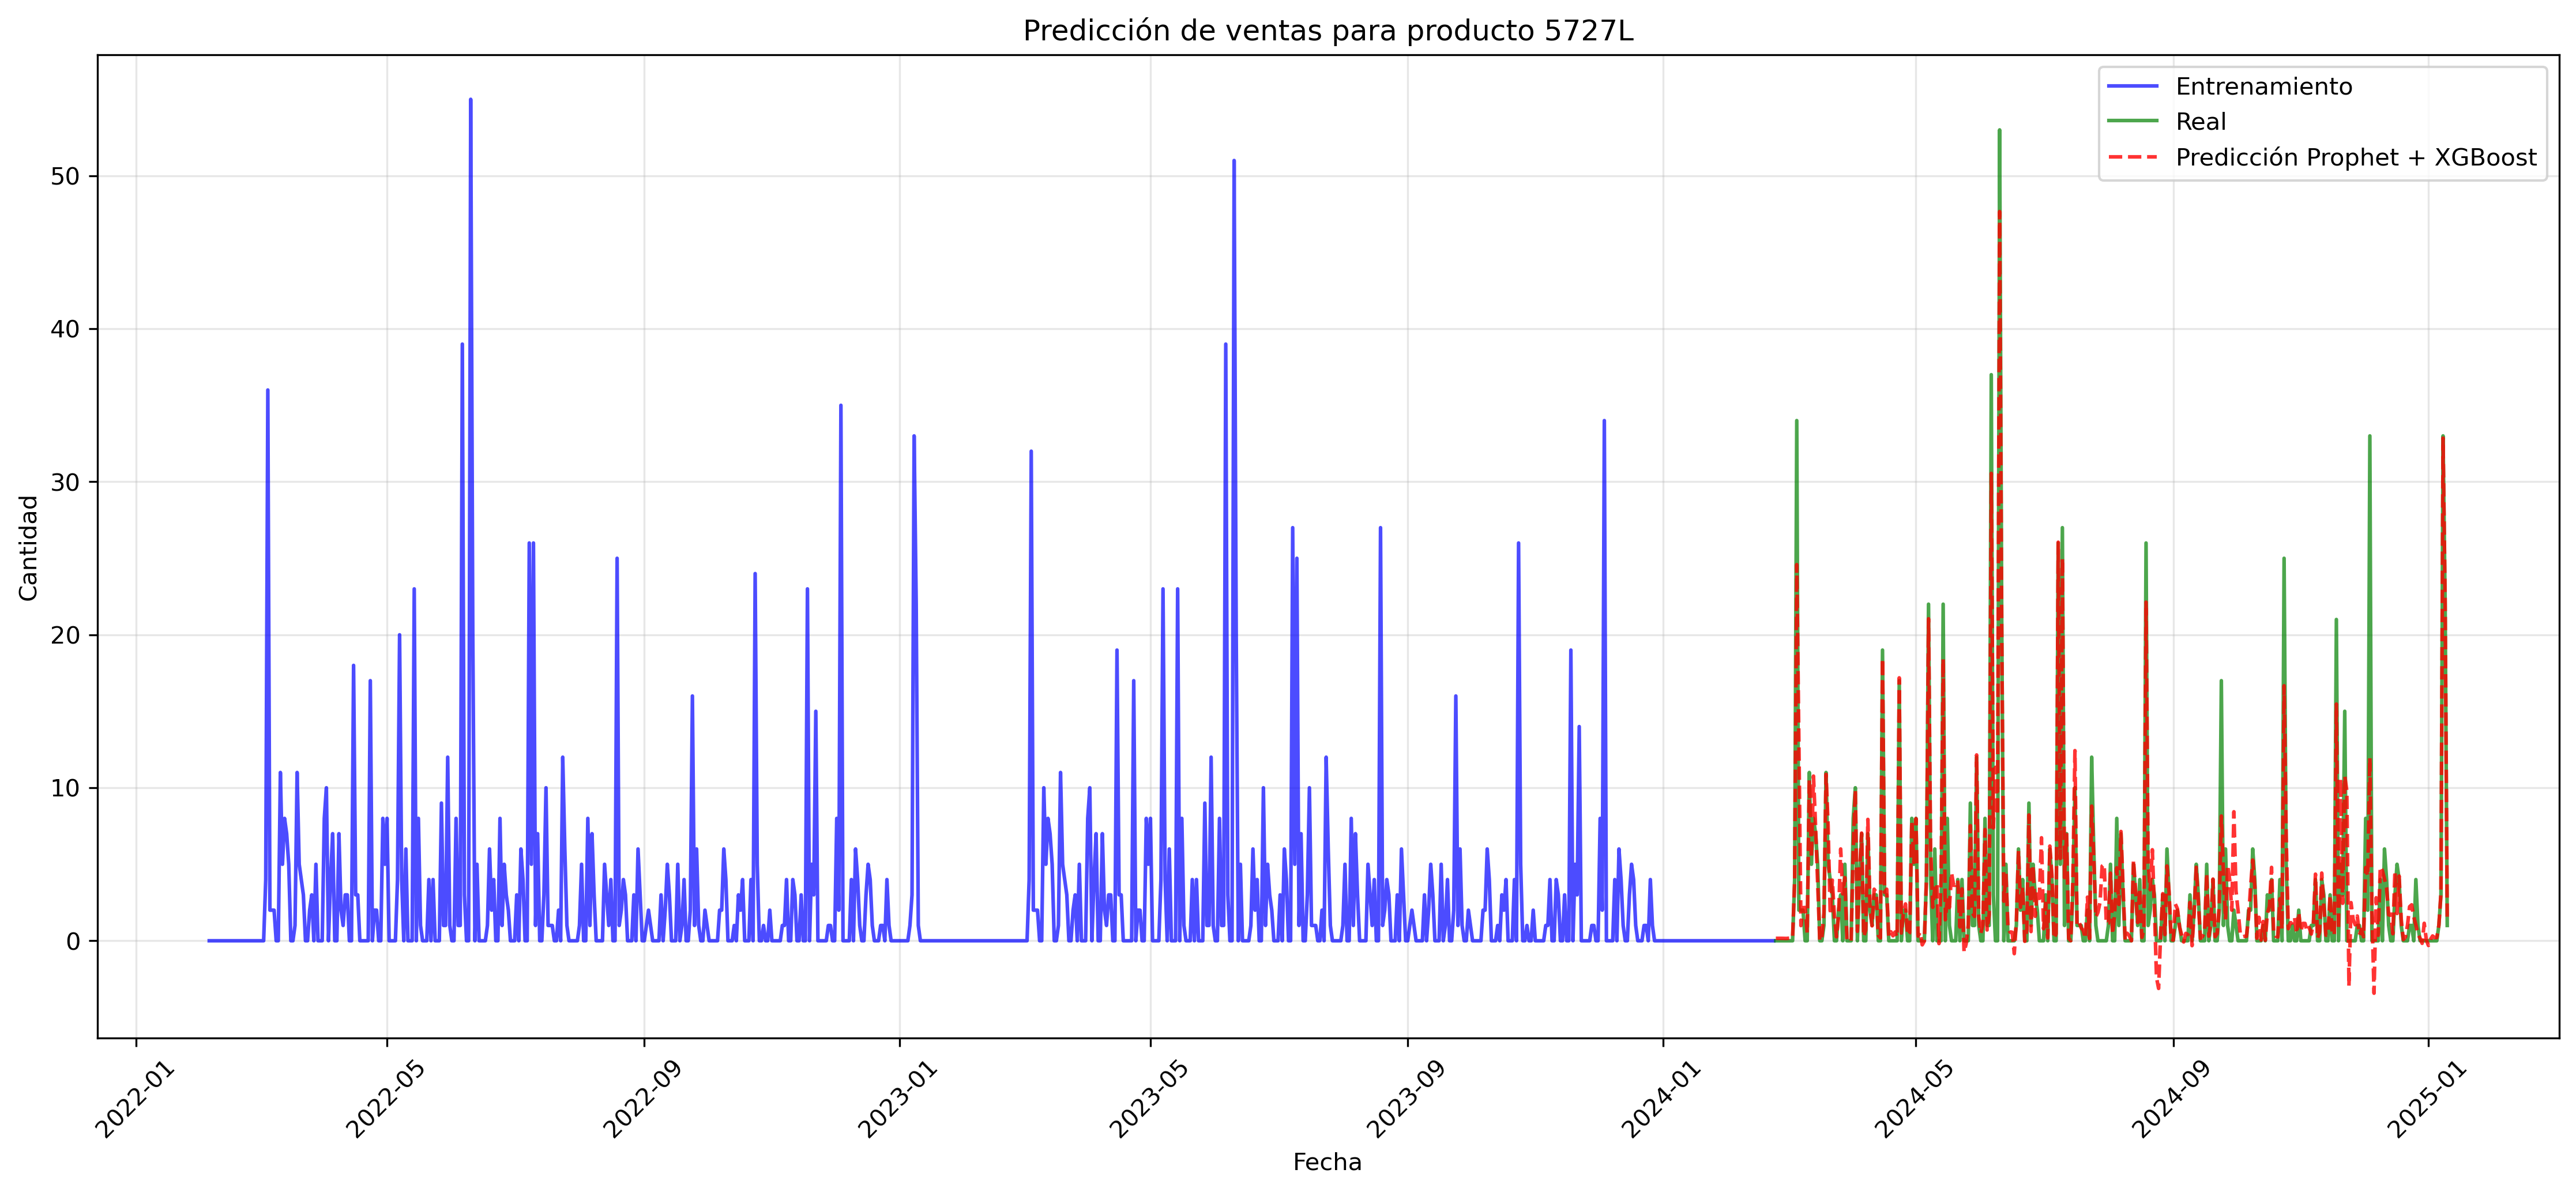 Predicción de ventas para producto 5727L
Entrenamiento
Real
Predicción Prophet + XGBoost
Cantidad
50
40
30
20
10
0
2022-01
2022-05
2022-09
2023-01
2023-05
2023-09
2024-01
2024-05
2024-09
2025-01
Fecha